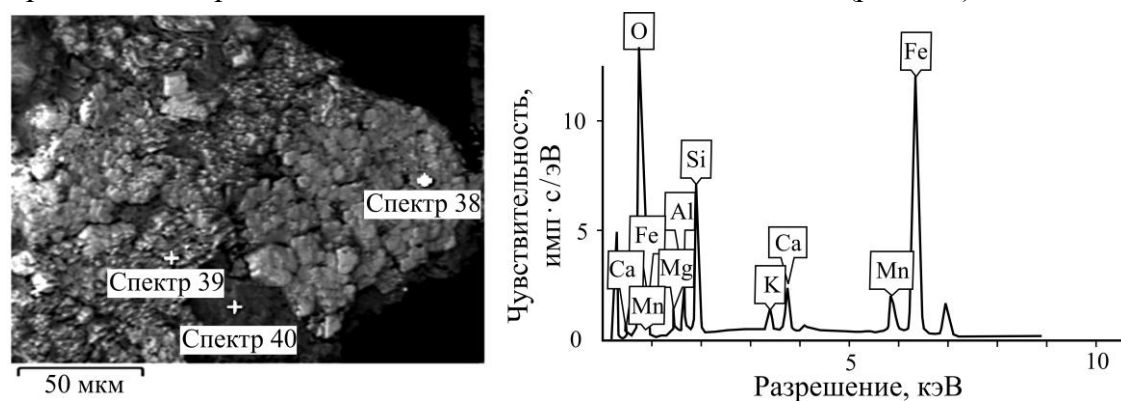 Спектр 38
Спектр 39
Спектр 40
50 мкм
Чувствительность,
имп·с/эВ
10
5
0
O
Fe
Si
Al
Fe
Ca
Mg
Mn
K
Ca
Mn
5
10
Разрешение, кэВ